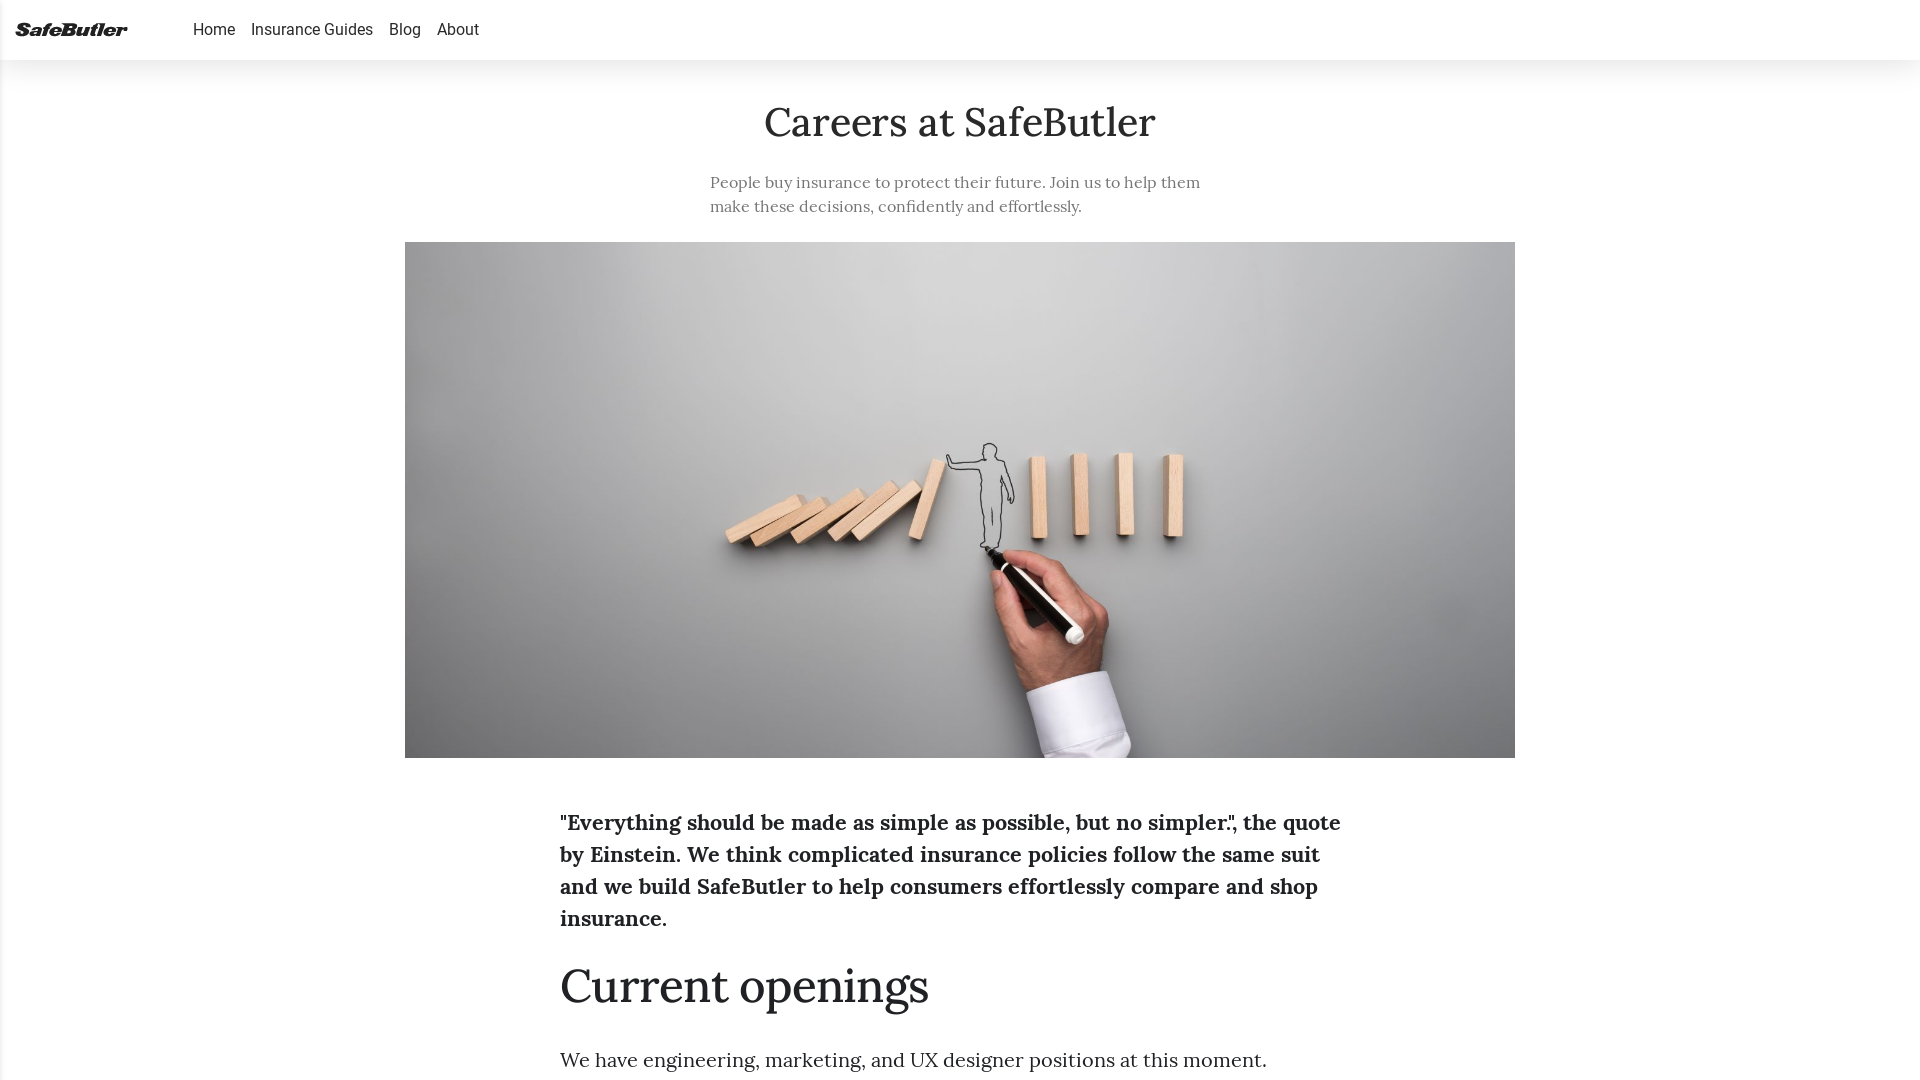 SafeButler
Home Insurance Guides Blog About
Careers at SafeButler
People buy insurance to protect their future. Join us to help them
make these decisions, confidently and effortlessly.
"Everything should be made as simple as possible, but no simpler.", the quote
by Einstein. We think complicated insurance policies follow the same suit
and we build SafeButler to help consumers effortlessly compare and shop
insurance.
Current openings
We have engineering, marketing, and UX designer positions at this moment.